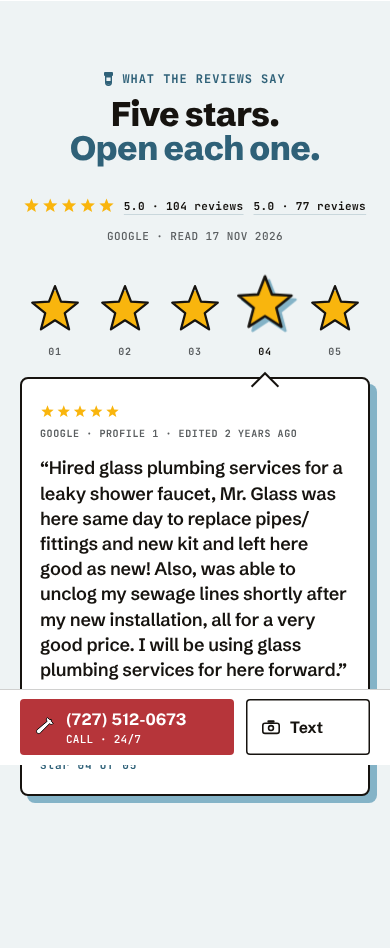 WHAT THE REVIEWS SAY
Five stars.
Open each one.
5.0 · 104 reviews 5.0 · 77 reviews
GOOGLE · READ 17 NOV 2026
01 02 03 04 05
GOOGLE · PROFILE 1 · EDITED 2 YEARS AGO
“Hired glass plumbing services for a
leaky shower faucet, Mr. Glass was
here same day to replace pipes/
fittings and new kit and left here
good as new! Also, was able to
unclog my sewage lines shortly after
my new installation, all for a very
good price. I will be using glass
plumbing services for here forward.”
(727) 512-0673
CALL · 24/7
Text
Star 04 of 05